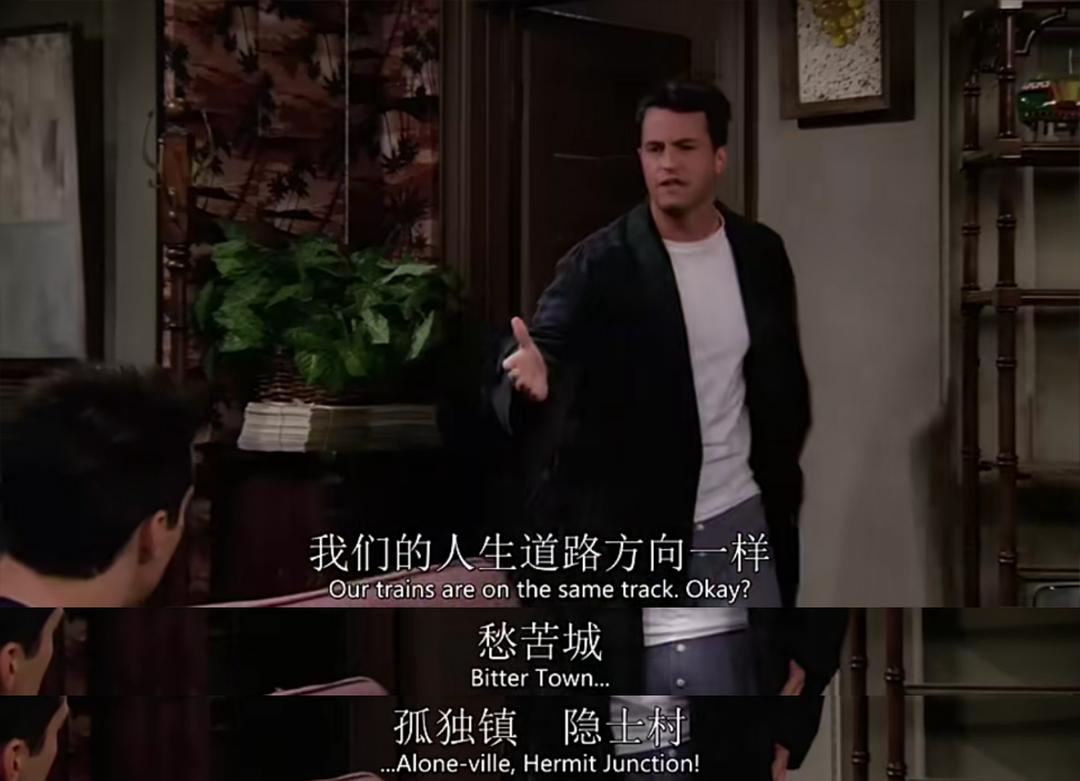 我们的人生道路方向一样
Our trains are on the same track. Okay?
愁苦城
Bitter Town...
孤独镇 隐士村
...Alone-ville, Hermit Junction!